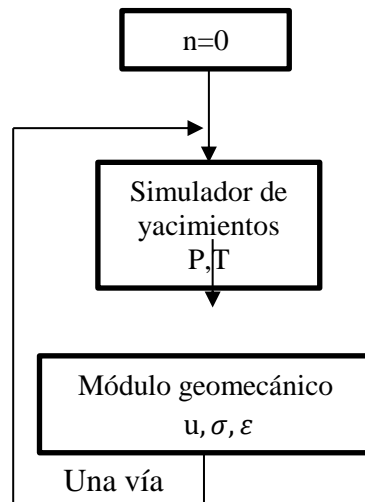 n=0
Simulador de
yacimientos
P,T
Módulo geomecánico
u, σ, ε
Una vía